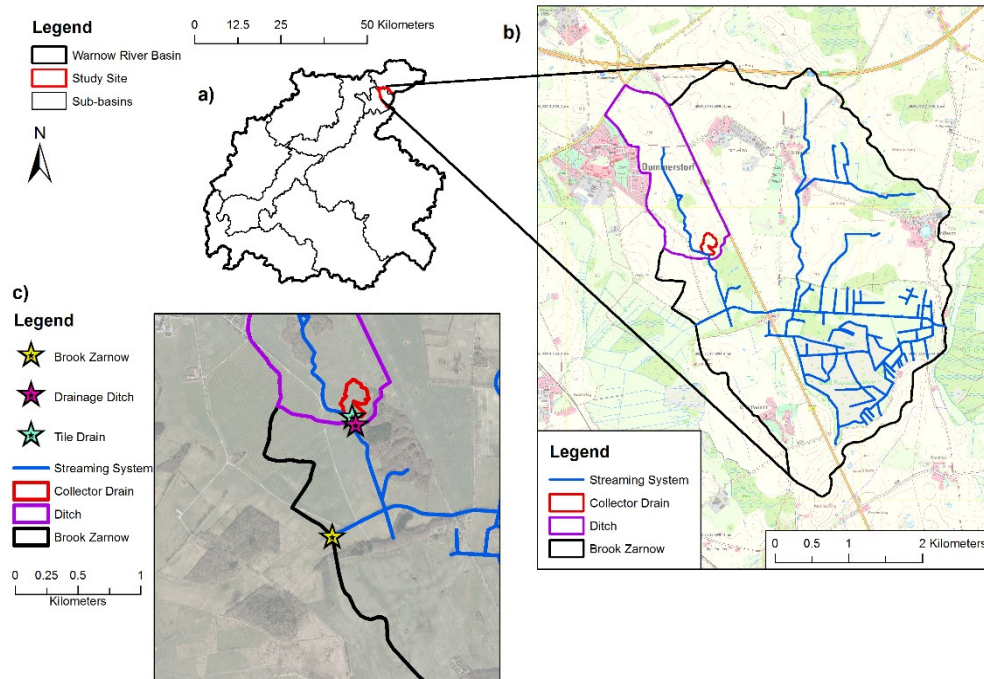 Legend
Warnow River Basin
Study Site
Sub-basins
N
0 12.5 25 50 Kilometers
a)
b)
Dummerstorf
Legend
Streaming System
Collector Drain
Ditch
Brook Zarnow
0 0.5 1 2 Kilometers
c)
Legend
Brook Zarnow
Drainage Ditch
Tile Drain
Streaming System
Collector Drain
Ditch
Brook Zarnow
0 0.25 0.5 1
Kilometers